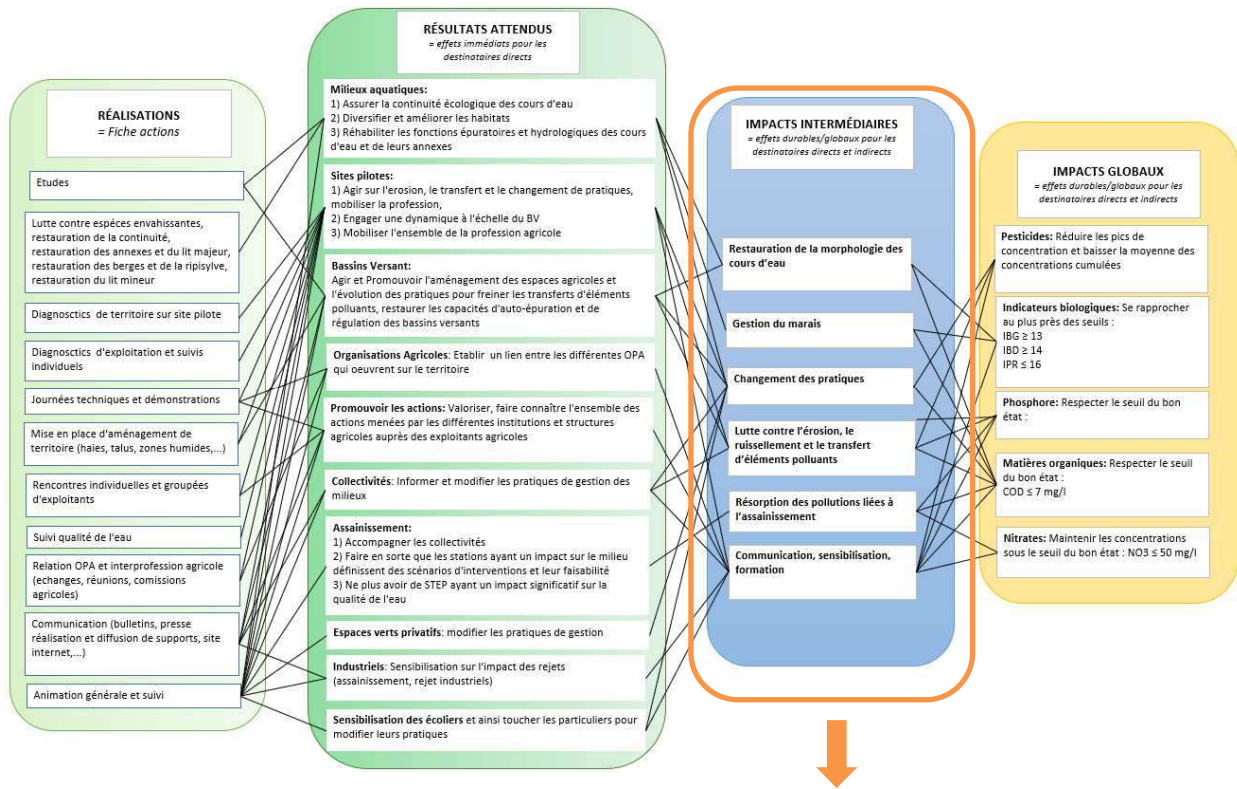 RÉALISATIONS
= Fiche actions
Etudes
Lutte contre espéces envahissantes,
restauration de la continuité,
restauration des annexes et du lit majeur,
restauration des berges et de la ripisylve,
restauration du lit mineur
Diagnosctics de territoire sur site pilote
Diagnosctics d'exploitation et suivis
individuels
Journées techniques et démonstrations
Mise en place d'aménagement de
territoire (haies, talus, zones humides,...)
Rencontres individuelles et groupées
d'exploitants
Suivi qualité de l'eau
Relation OPA et interprofession agricole
(echanges, réunions, comissions
agricoles)
Communication (bulletins, presse
réalisation et diffusion de supports, site
internet,...)
Animation générale et suivi
RÉSULTATS ATTENDUS
= effets immédiats pour les
destinataires directs
Milieux aquatiques:
1) Assurer la continuité écologique des cours d'eau
2) Diversifier et améliorer les habitats
3) Réhabiliter les fonctions épuratoires et hydrologiques des cours
d'eau et de leurs annexes
Sites pilotes:
1) Agir sur l'erosion, le transfert et le changement de pratiques,
mobiliser la profession,
2) Engager une dynamique à l'échelle du BV
3) Mobiliser l'ensemble de la profession agricole
Bassins Versant:
Agir et Promouvoir l'aménagement des espaces agricoles et
l'évolution des pratiques pour freiner les transferts d'éléments
polluants, restaurer les capacités d'auto-épuration et de
régulation des bassins versants
Organisations Agricoles: Etablir un lien entre les différentes OPA
qui oeuvrent sur le territoire
Promouvoir les actions: Valoriser, faire connaître l'ensemble des
actions menées par les différentes institutions et structures
agricoles auprès des exploitants agricoles
Collectivités: Informer et modifier les pratiques de gestion des
milieux
Assainissement:
1) Accompagner les collectivités
2) Faire en sorte que les stations ayant un impact sur le milieu
définissent des scénarios d'interventions et leur faisabilité
3) Ne plus avoir de STEP ayant un impact significatif sur la
qualité de l'eau
Espaces verts privatifs: modifier les pratiques de gestion
Industriels: Sensibilisation sur l'impact des rejets
(assainissement, rejet industriels)
Sensibilisation des écoliers et ainsi toucher les particuliers pour
modifier leurs pratiques
IMPACTS INTERMÉDIAIRES
= effets durables/globaux pour les
destinataires directs et indirects
Restauration de la morphologie des
cours d'eau
Gestion du marais
Changement des pratiques
Lutte contre l'érosion, le
ruissellement et le transfert
d'éléments polluants
Résorption des pollutions liées à
l'assainissement
Communication, sensibilisation,
formation
IMPACTS GLOBAUX
= effets durables/globaux pour les
destinataires directs et indirects
Pesticides: Réduire les pics de
concentration et baisser la moyenne des
concentrations cumulées
Indicateurs biologiques: Se rapprocher
au plus près des seuils :
IBG ≥ 13
IBD ≥ 14
IPR ≤ 16
Phosphore: Respecter le seuil du bon
état :
Matières organiques: Respecter le seuil
du bon état :
COD ≤ 7 mg/l
Nitrates: Maintenir les concentrations
sous le seuil du bon état : NO3 ≤ 50 mg/l